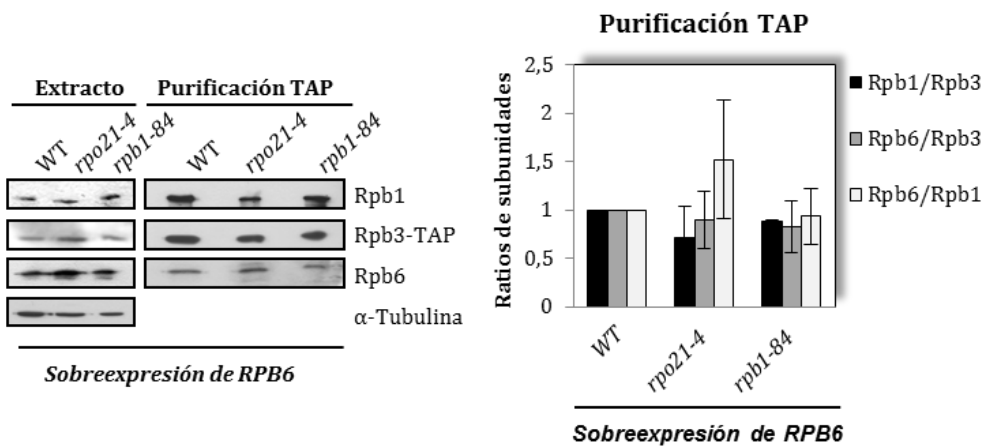 Extracto
Purificación TAP
WT
rpo21-4
rpb1-84
WT
rpo21-4
rpb1-84
Rpb1
Rpb3-TAP
Rpb6
α-Tubulina
Sobreexpresión de RPB6
Purificación TAP
Ratios de subunidades
2,5
2
1,5
1
0,5
0
WT
rpo21-4
rpb1-84
Sobreexpresión de RPB6
Rpb1/Rpb3
Rpb6/Rpb3
Rpb6/Rpb1